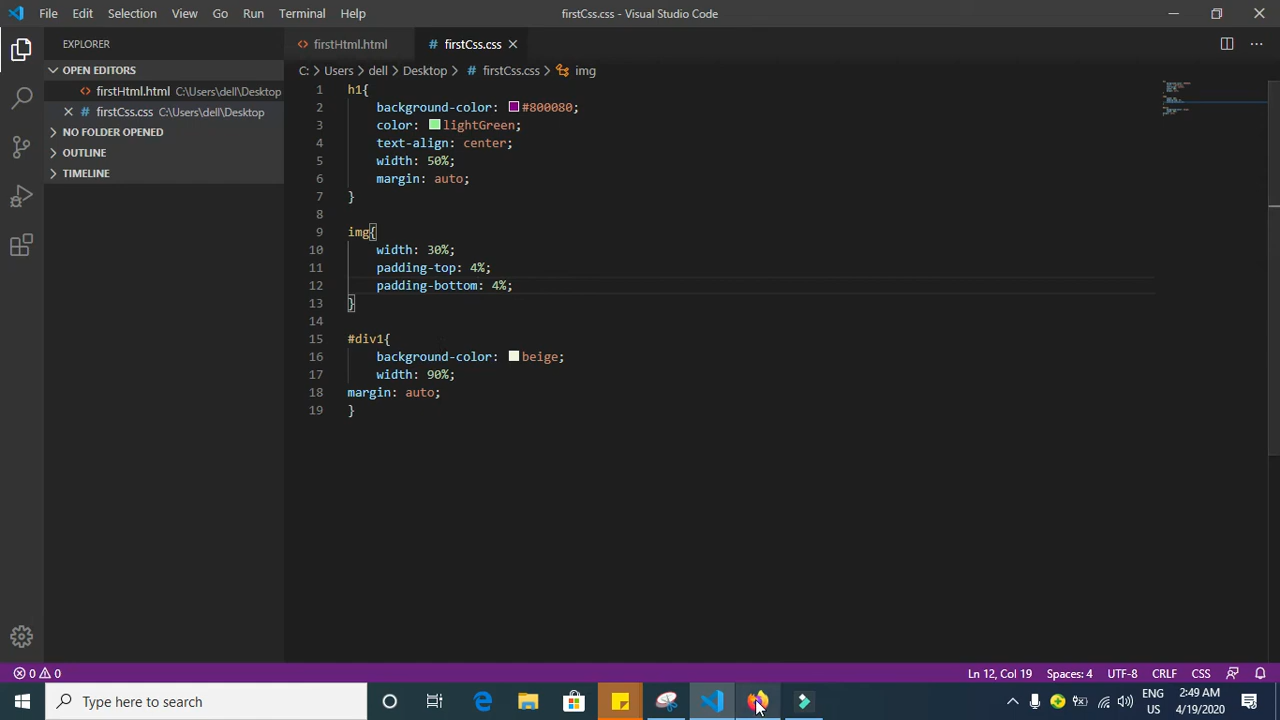 File Edit Selection View Go Run Terminal Help firstCss.css - Visual Studio Code
EXPLORER
firstHtml.html
firstCss.css
OPEN EDITORS
firstHtml.html C:\Users\dell\Desktop
firstCss.css C:\Users\dell\Desktop
NO FOLDER OPENED
OUTLINE
TIMELINE
C: > Users > dell > Desktop > # firstCss.css > img
1 h1{
2 background-color: #800080;
3 color: lightGreen;
4 text-align: center;
5 width: 50%;
6 margin: auto;
7 }
8
9 img{
10 width: 30%;
11 padding-top: 4%;
12 padding-bottom: 4%;
13 }
14
15 #div1{
16 background-color: beige;
17 width: 90%;
18 margin: auto;
19 }
0 0
Ln 12, Col 19 Spaces: 4 UTF-8 CRLF CSS
Type here to search
ENG
US
2:49 AM
4/19/2020